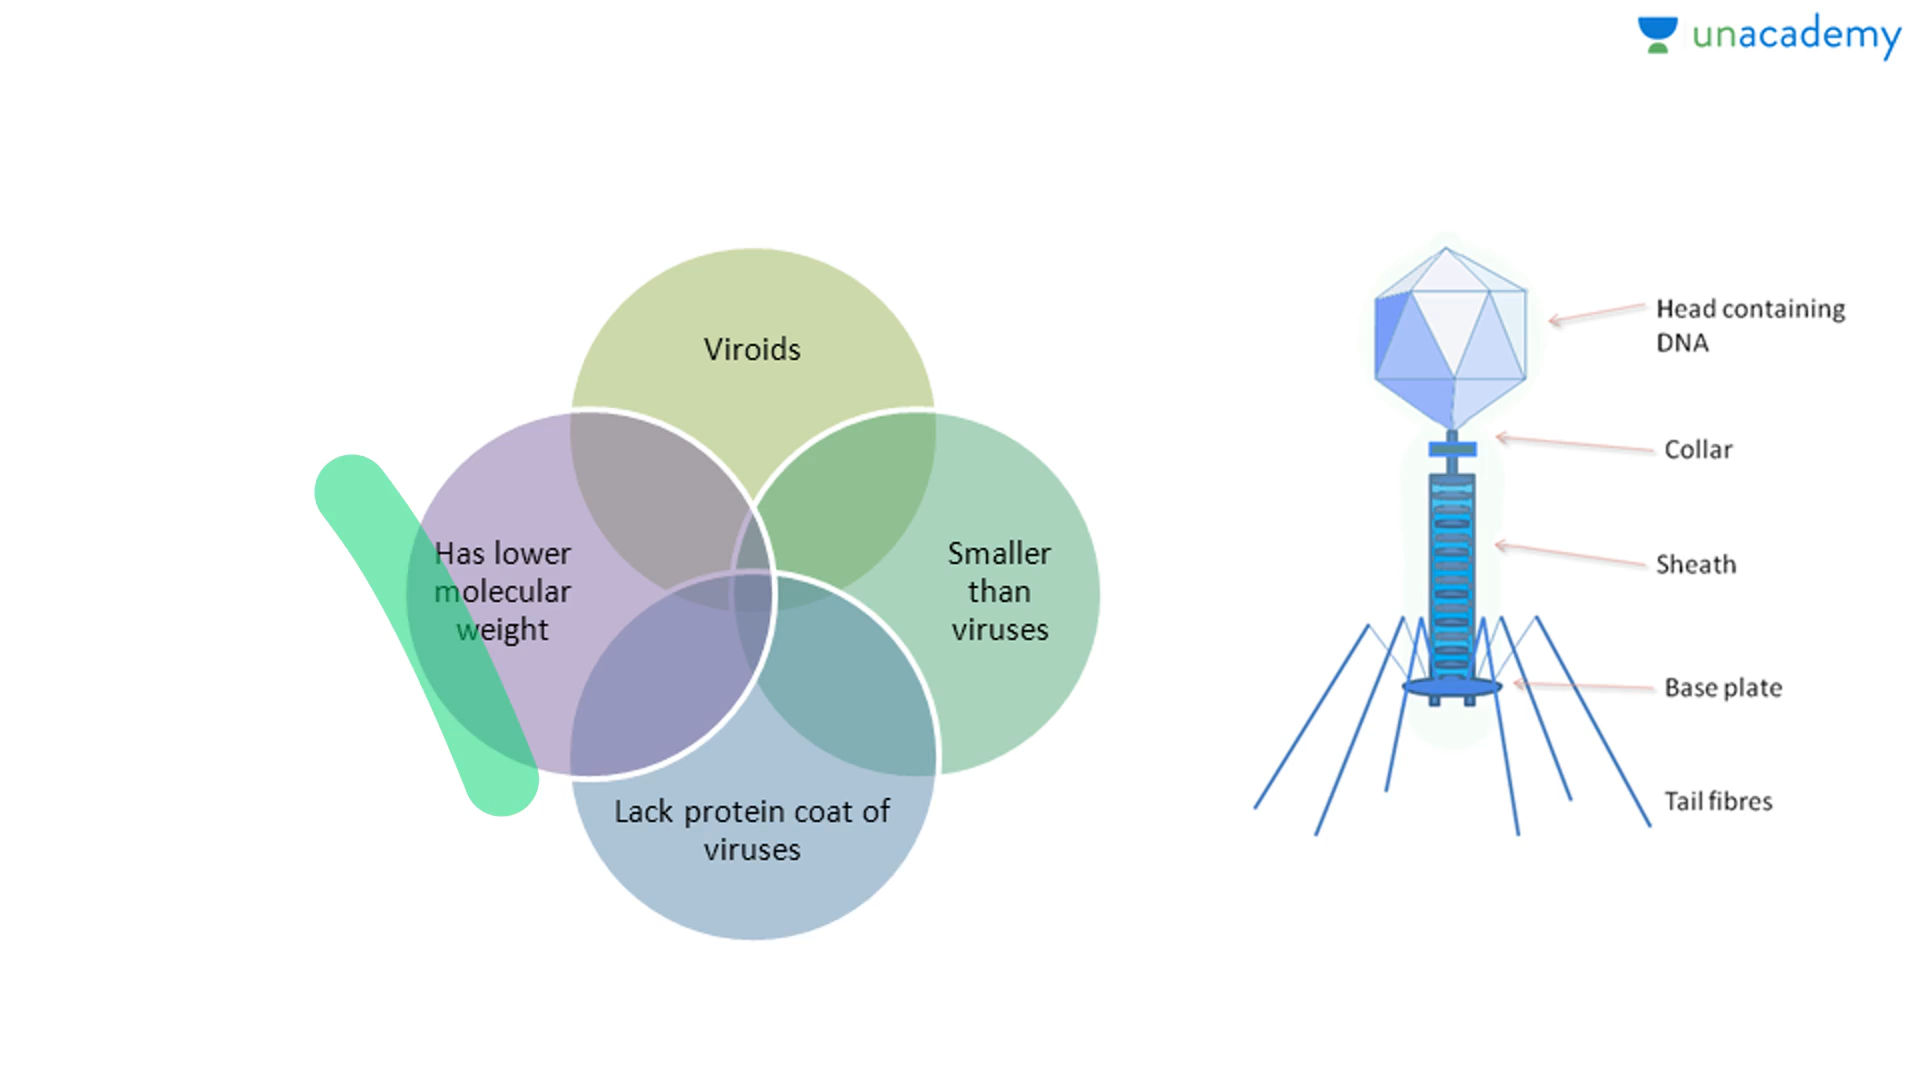 unacademy
Viroids
Has lower
molecular
weight
Smaller
than
viruses
Lack protein coat of
viruses
Head containing
DNA
Collar
Sheath
Base plate
Tail fibres